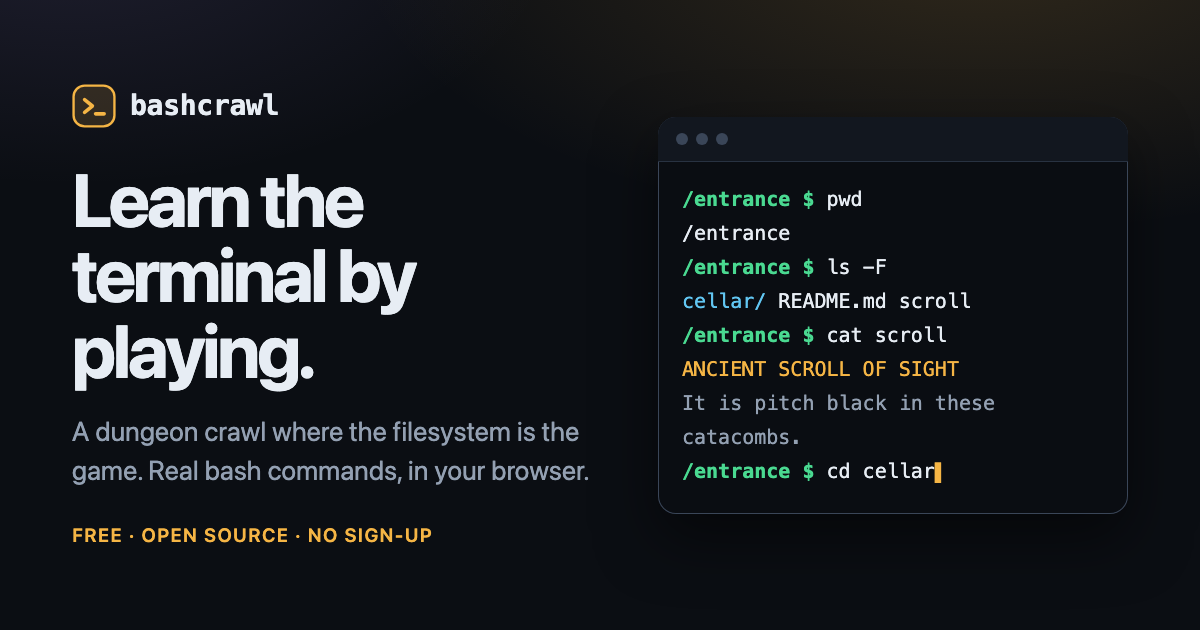 >_ bashcrawl
Learn the
terminal by
playing.
A dungeon crawl where the filesystem is the
game. Real bash commands, in your browser.
FREE · OPEN SOURCE · NO SIGN-UP
/entrance $ pwd
/entrance
/entrance $ ls -F
cellar/ README.md scroll
/entrance $ cat scroll
ANCIENT SCROLL OF SIGHT
It is pitch black in these
catacombs.
/entrance $ cd cellar